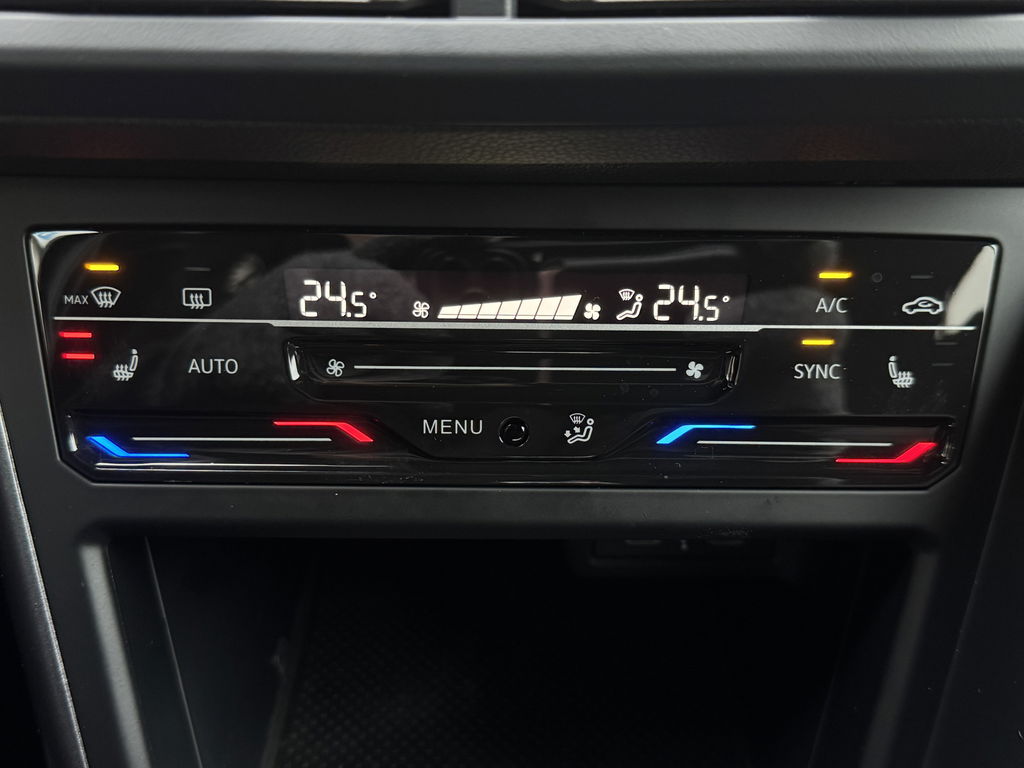 MAX
24.5°
24.5°
A/C
AUTO
SYNC
MENU